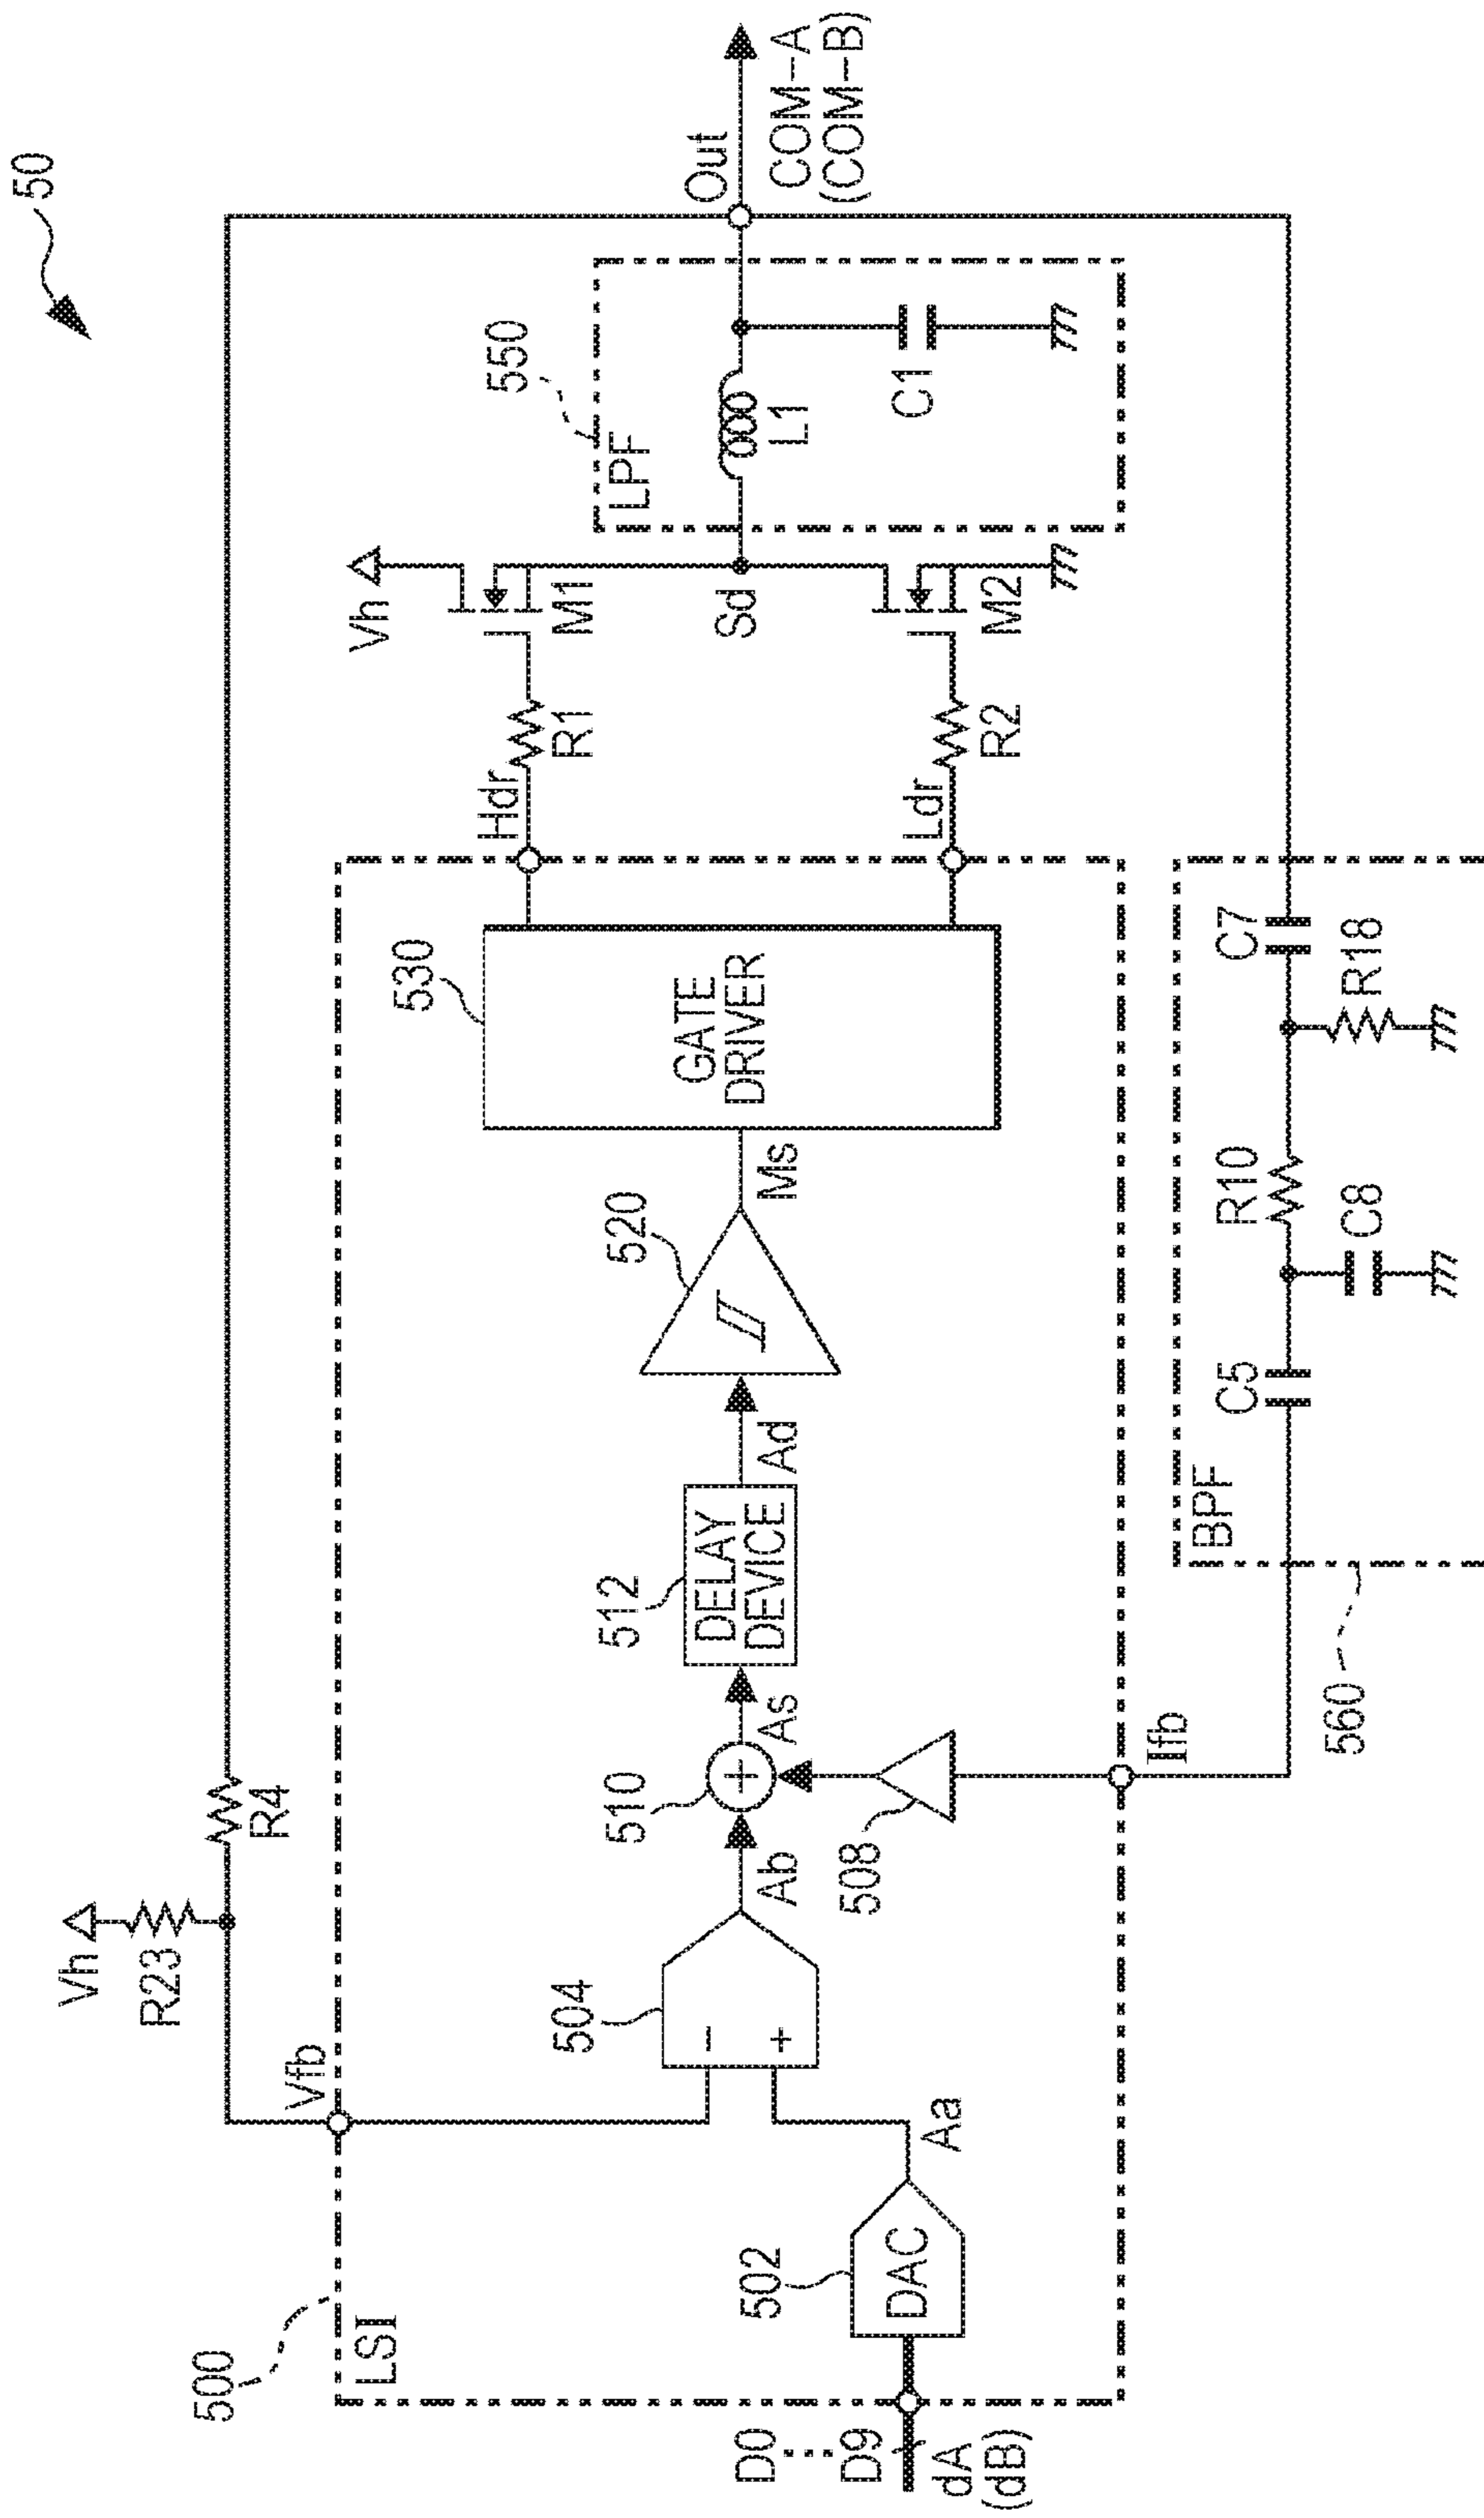 50
Vh
R23
R4
Vfb
500
LSI
D0
D9
dA
(dB)
502
DAC
Aa
504
−
+
Ab
508
510
+
As
Ifb
512
DELAY
DEVICE
Ad
520
Ms
530
GATE
DRIVER
Hdr
Ldr
R1
R2
Vh
M1
Sd
M2
550
LPF
L1
C1
Out
COM−A
(COM−B)
560
BPF
C5
C8
R10
R18
C7